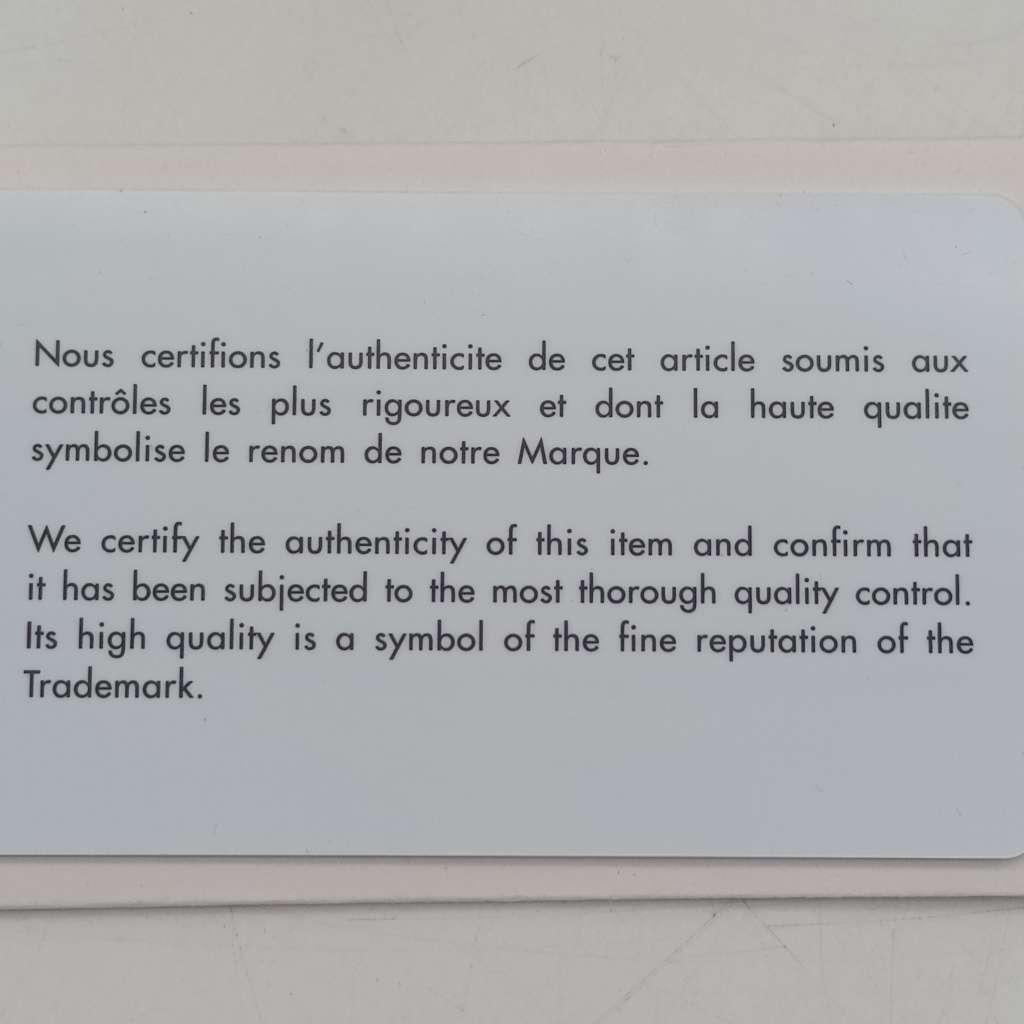 Nous certifions l'authenticite de cet article soumis aux
contrôles les plus rigoureux et dont la haute qualite
symbolise le renom de notre Marque.
We certify the authenticity of this item and confirm that
it has been subjected to the most thorough quality control.
Its high quality is a symbol of the fine reputation of the
Trademark.